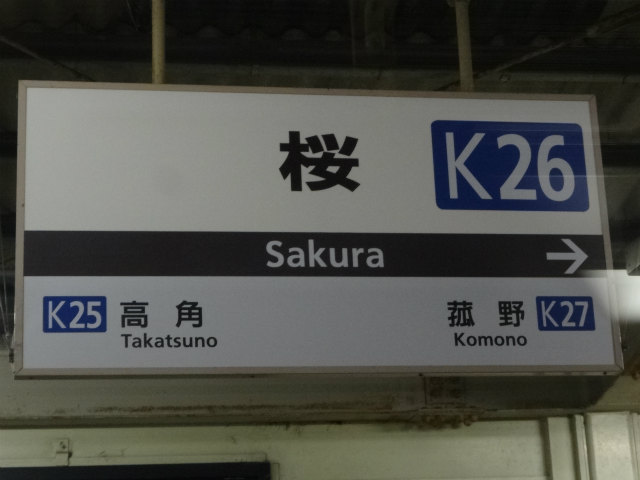 桜
K26
Sakura
K25 高角
Takatsuno
菰野 K27
Komono